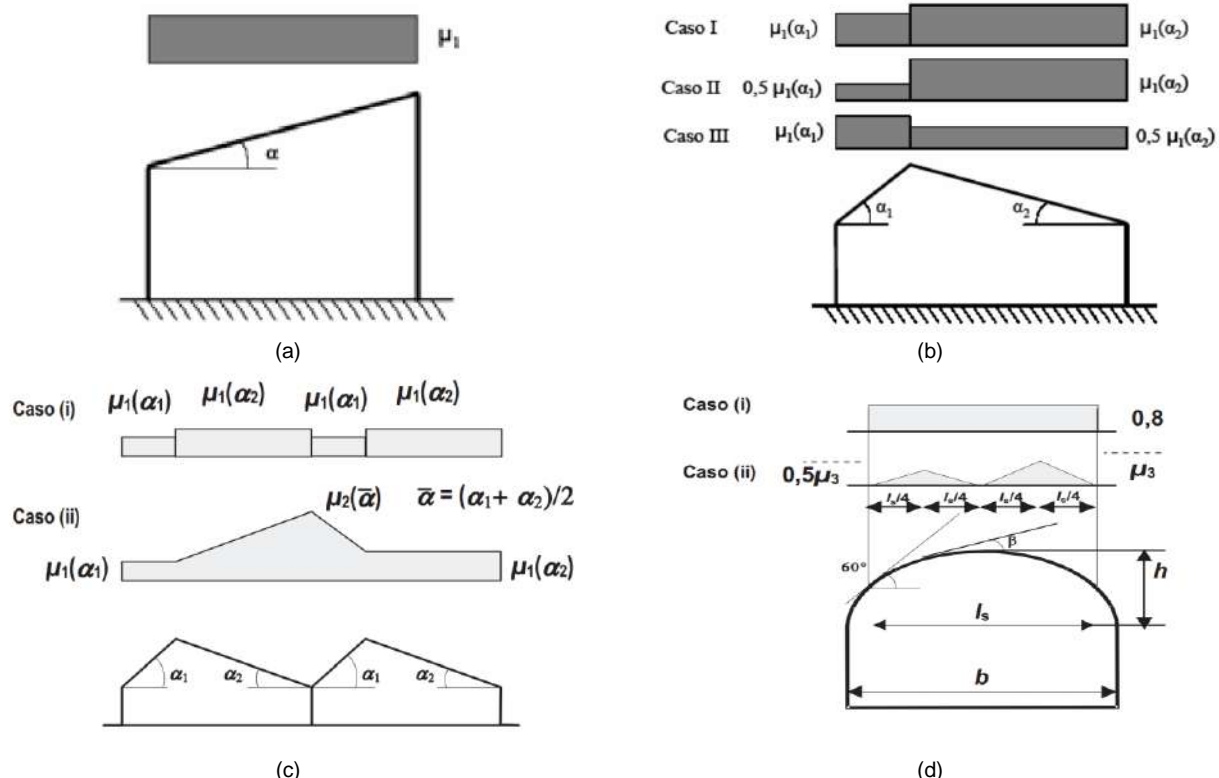 μ₁
α
(a)
Caso I μ₁(α₁) μ₁(α₂)
Caso II 0,5 μ₁(α₁) μ₁(α₂)
Caso III μ₁(α₁) 0,5 μ₁(α₂)
α₁ α₂
(b)
Caso (i) μ₁(α₁) μ₁(α₂) μ₁(α₁) μ₁(α₂)
μ₂(ᾱ) ᾱ = (α₁+ α₂)/2
Caso (ii)
μ₁(α₁) μ₁(α₂)
α₁ α₂ α₁ α₂
(c)
Caso (i) 0,8
Caso (ii) 0,5μ₃ μ₃
lₛ/4 lₛ/4 lₛ/4 lₛ/4
β
60°
h
lₛ
b
(d)